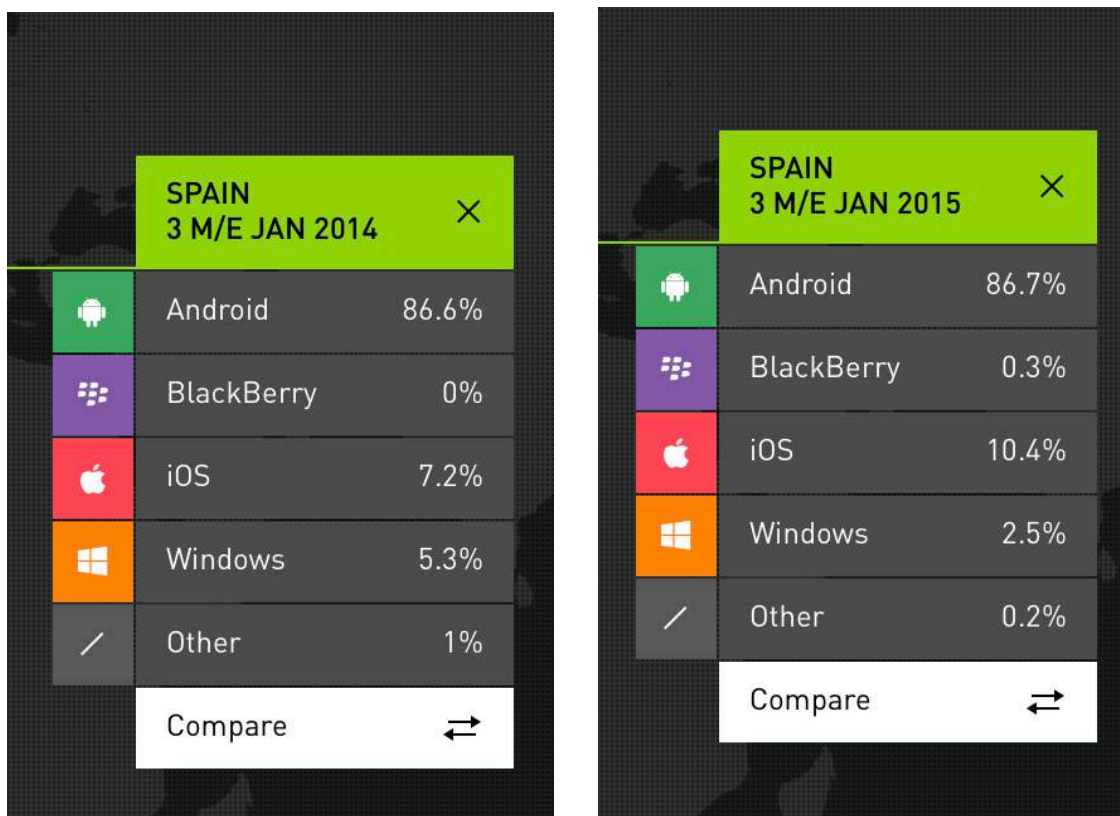 SPAIN
3 M/E JAN 2014
Android 86.6%
BlackBerry 0%
iOS 7.2%
Windows 5.3%
Other 1%
Compare
SPAIN
3 M/E JAN 2015
Android 86.7%
BlackBerry 0.3%
iOS 10.4%
Windows 2.5%
Other 0.2%
Compare